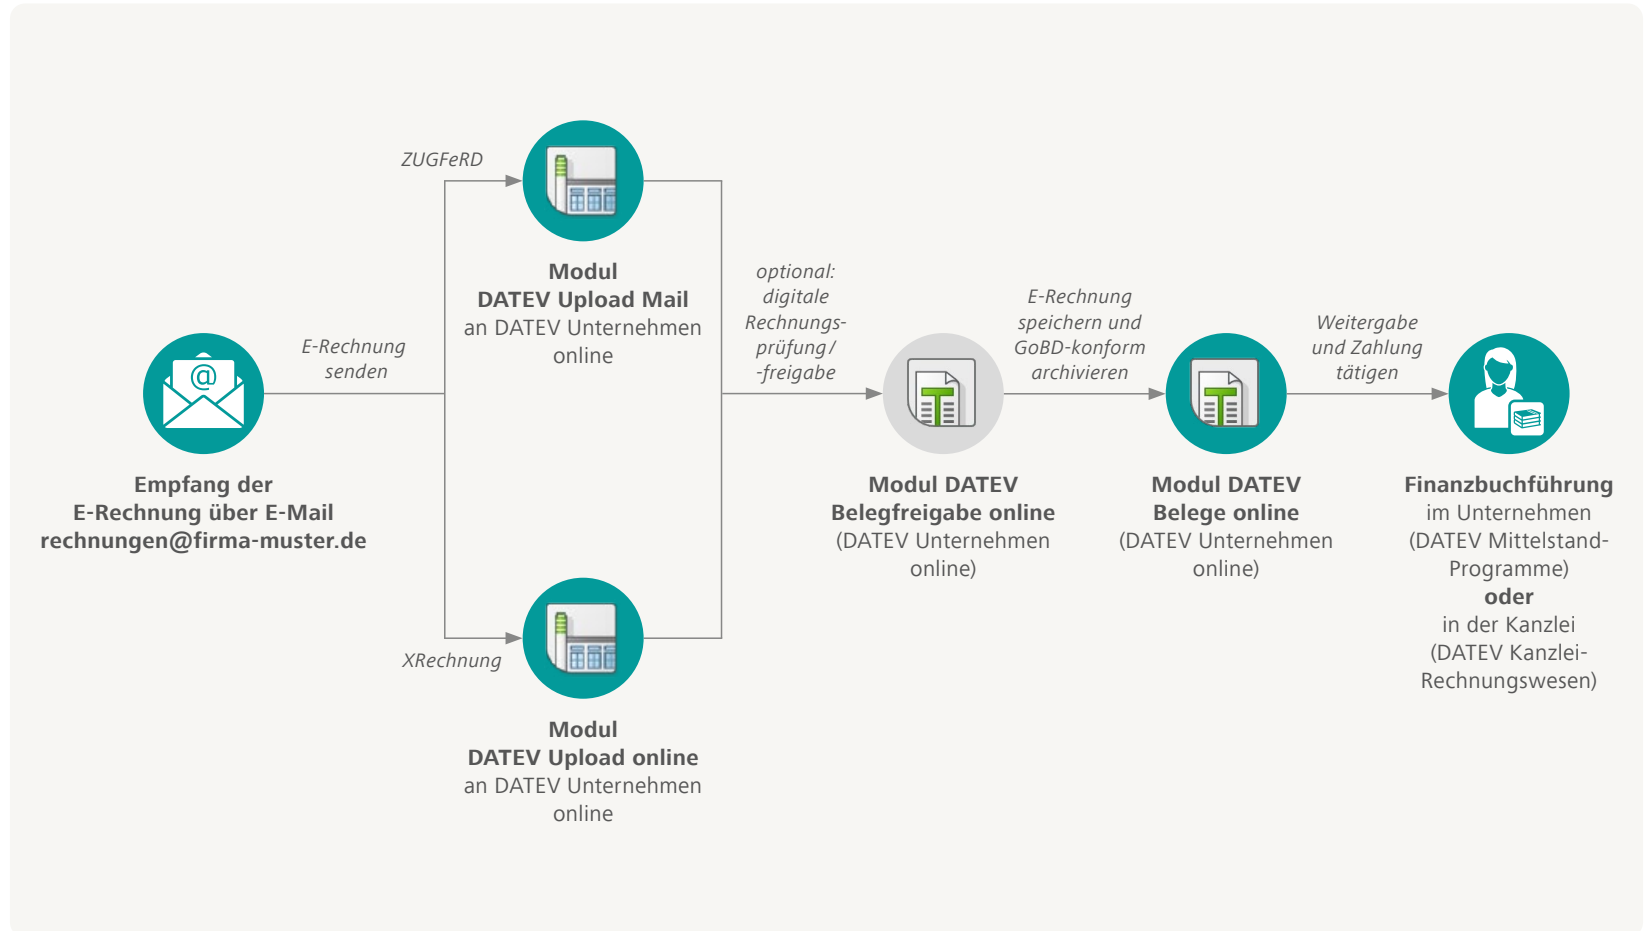 ZUGFeRD
Modul
DATEV Upload Mail
an DATEV Unternehmen
online
E-Rechnung
senden
@
Empfang der
E-Rechnung über E-Mail
rechnungen@firma-muster.de
XRechnung
Modul
DATEV Upload online
an DATEV Unternehmen
online
optional:
digitale
Rechnungs-
prüfung/
-freigabe
Modul DATEV
Belegfreigabe online
(DATEV Unternehmen
online)
E-Rechnung
speichern und
GoBD-konform
archivieren
Modul DATEV
Belege online
(DATEV Unternehmen
online)
Weitergabe
und Zahlung
tätigen
Finanzbuchführung
im Unternehmen
(DATEV Mittelstand-
Programme)
oder
in der Kanzlei
(DATEV Kanzlei-
Rechnungswesen)